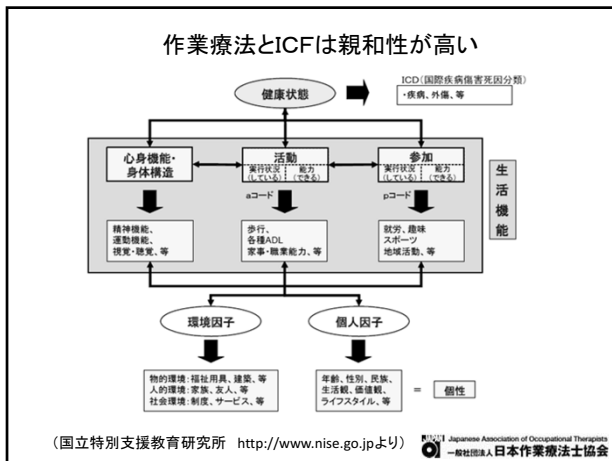 作業療法とICFは親和性が高い
ICD(国際疾病傷害死因分類)
・疾病、外傷、等
健康状態
心身機能・
身体構造
活動
実行状況
(している)
能力
(できる)
参加
実行状況
(している)
能力
(できる)
生活機能
aコード
pコード
精神機能、
運動機能、
視覚・聴覚、等
歩行、
各種ADL
家事・職業能力、等
就労、趣味
スポーツ
地域活動、等
環境因子
個人因子
物的環境:福祉用具、建築、等
人的環境:家族、友人、等
社会環境:制度、サービス、等
年齢、性別、民族、
生活観、価値観、
ライフスタイル、等
=
個性
(国立特別支援教育研究所 http://www.nise.go.jpより)
Japanese Association of Occupational Therapists
一般社団法人日本作業療法士協会